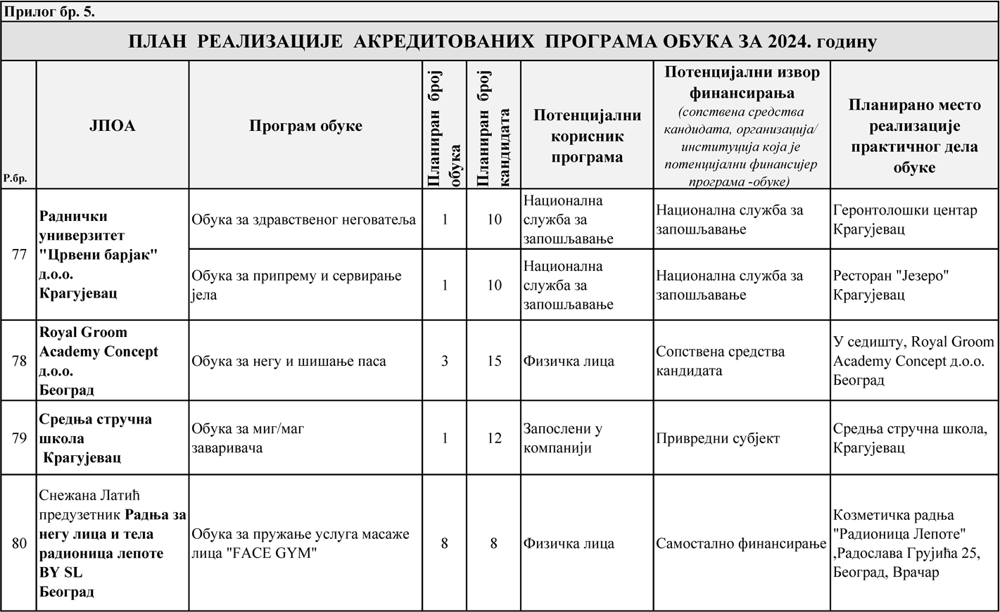 Прилог бр. 5.
ПЛАН РЕАЛИЗАЦИЈЕ АКРЕДИТОВАНИХ ПРОГРАМА ОБУКА ЗА 2024. годину
Р.бр.
ЈПОА
Програм обуке
Планиран број
обука
Планиран број
кандидата
Потенцијални
корисник
програма
Потенцијални извор
финансирања
(сопствена средства
кандидата, организација/
институција која је
потенцијални финансијер
програма -обуке)
Планирано место
реализације
практичног дела
обуке
77
Раднички
универзитет
"Црвени барјак"
д.о.о.
Крагујевац
Обука за здравственог неговатеља
1
10
Национална
служба за
запошљавање
Национална служба за
запошљавање
Геронтолошки центар
Крагујевац
Обука за припрему и сервирање
јела
1
10
Национална
служба за
запошљавање
Национална служба за
запошљавање
Ресторан "Језеро"
Крагујевац
78
Royal Groom
Academy Concept
д.о.о.
Београд
Обука за негу и шишање паса
3
15
Физичка лица
Сопствена средства
кандидата
У седишту, Royal Groom
Academy Concept д.о.о.
Београд
79
Средња стручна
школа
Крагујевац
Обука за миг/маг
заваривача
1
12
Запослени у
компанији
Привредни субјект
Средња стручна школа,
Крагујевац
80
Снежана Латић
предузетник Радња за
негу лица и тела
радионица лепоте
BY SL
Београд
Обука за пружање услуга масаже
лица "FACE GYM"
8
8
Физичка лица
Самостално финансирање
Козметичка радња
"Радионица Лепоте"
,Радослава Грујића 25,
Београд, Врачар